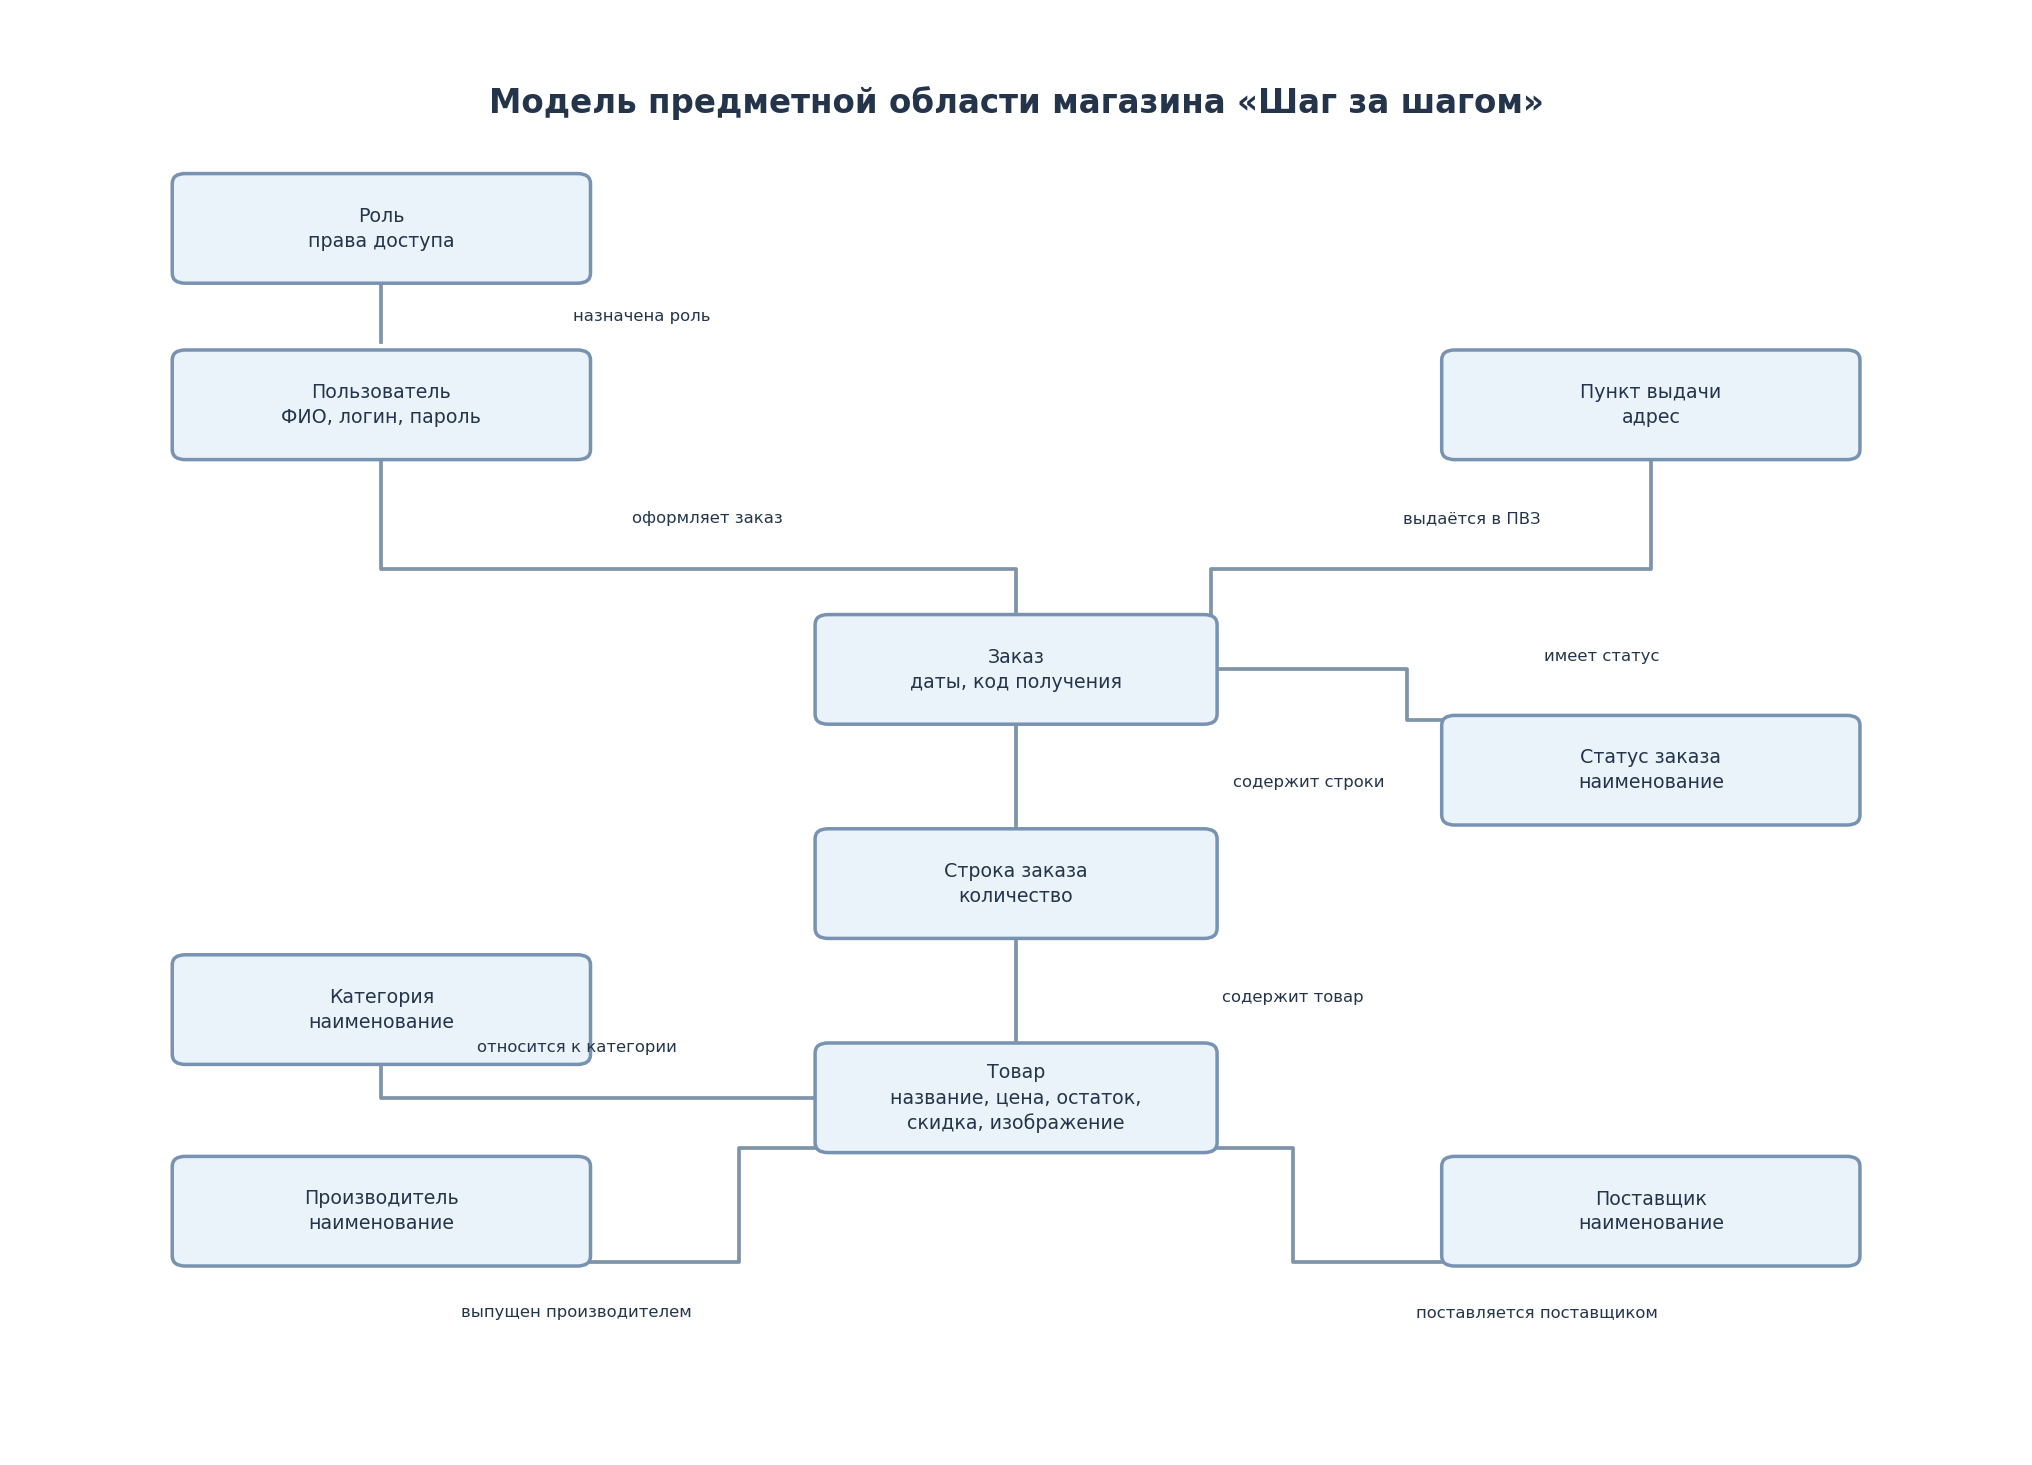 Модель предметной области магазина «Шаг за шагом»
Роль
права доступа
назначена роль
Пользователь
ФИО, логин, пароль
Пункт выдачи
адрес
оформляет заказ
выдаётся в ПВЗ
Заказ
даты, код получения
имеет статус
Статус заказа
наименование
содержит строки
Строка заказа
количество
содержит товар
Категория
наименование
относится к категории
Товар
название, цена, остаток,
скидка, изображение
Производитель
наименование
Поставщик
наименование
выпущен производителем
поставляется поставщиком